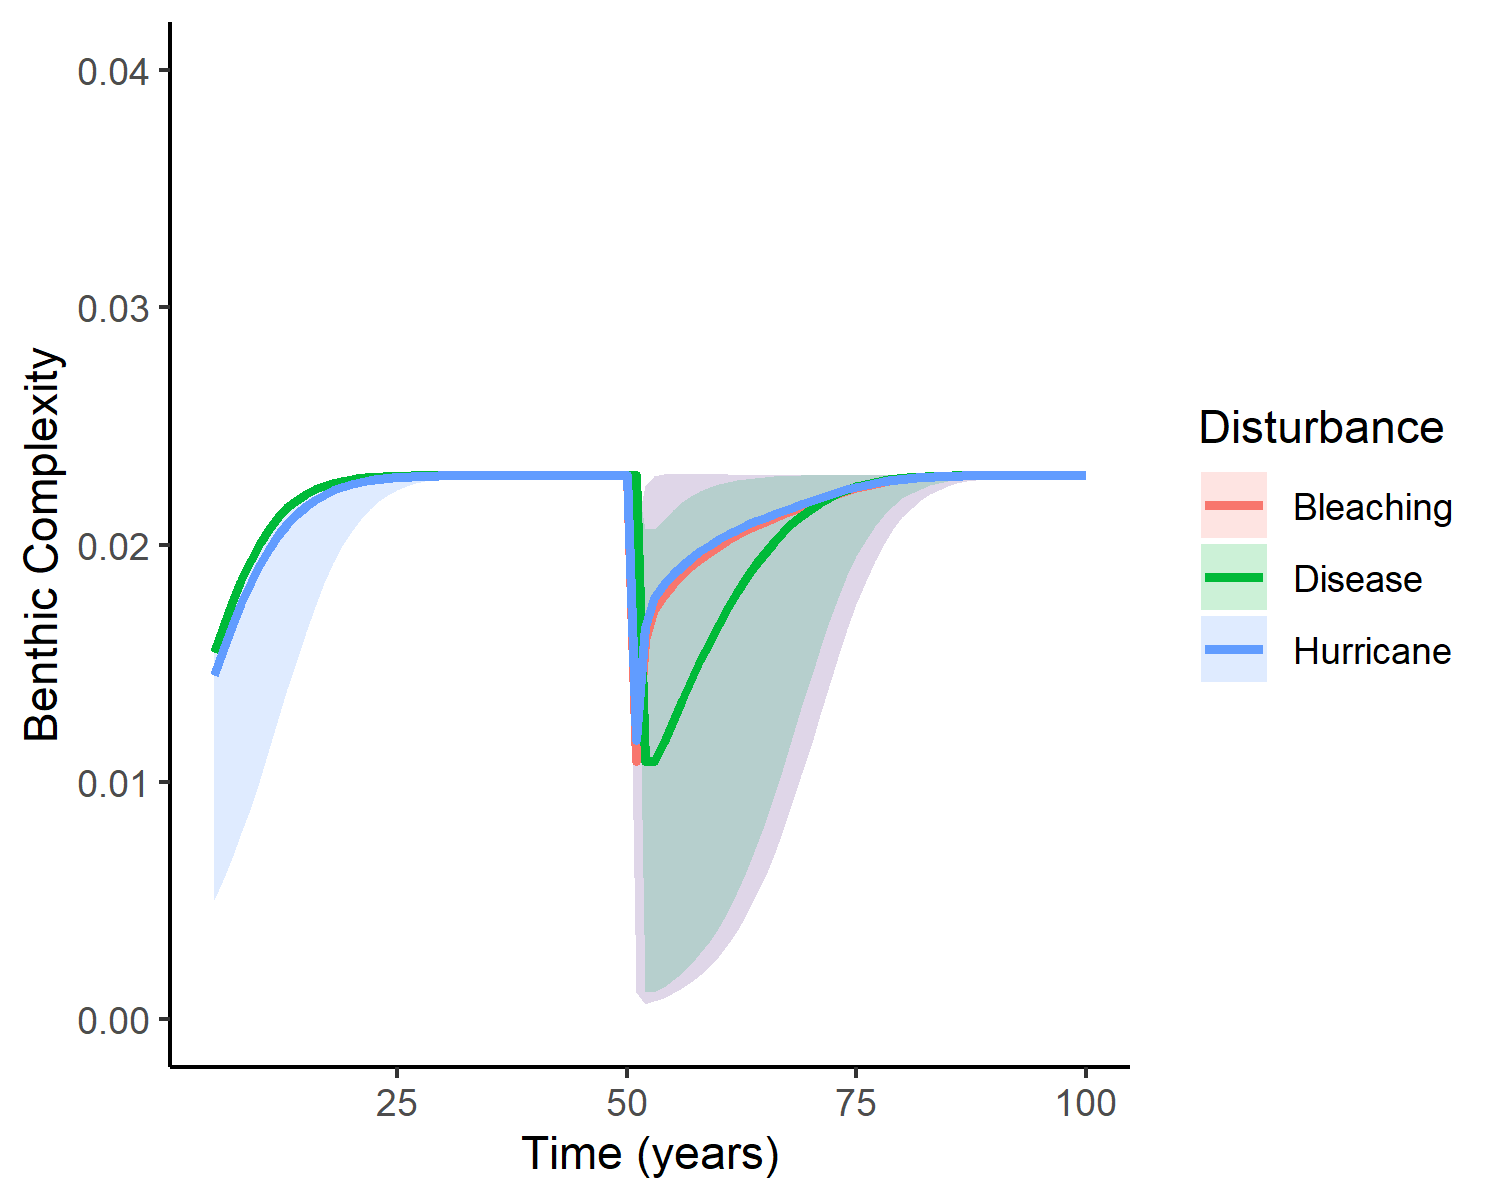 Benthic Complexity
0.04
0.03
0.02
0.01
0.00
25 50 75 100
Time (years)
Disturbance
Bleaching
Disease
Hurricane